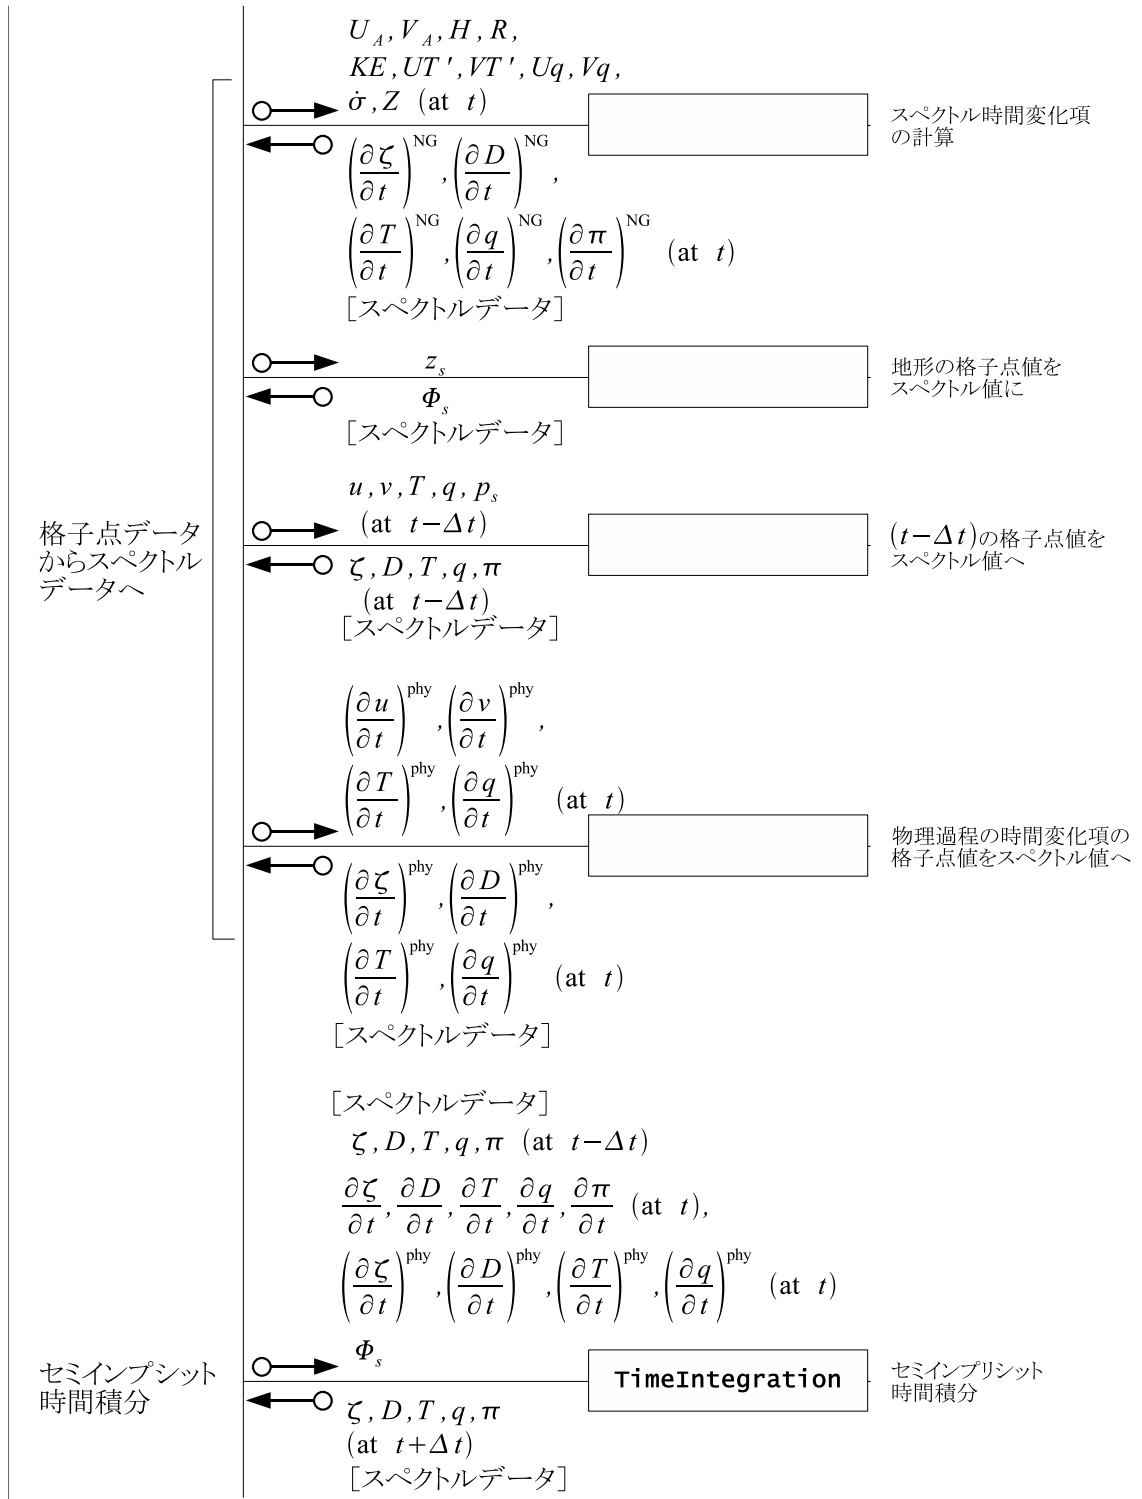 U_A, V_A, H, R,
KE, UT', VT', Uq, Vq,
σ̇, Z (at t)
スペクトル時間変化項
の計算
(∂ζ/∂t)^NG, (∂D/∂t)^NG,
(∂T/∂t)^NG, (∂q/∂t)^NG, (∂π/∂t)^NG (at t)
[スペクトルデータ]
z_s
地形の格子点値を
スペクトル値に
Φ_s
[スペクトルデータ]
格子点データ
からスペクトル
データへ
u, v, T, q, p_s
(at t−Δt)
(t−Δt)の格子点値を
スペクトル値へ
ζ, D, T, q, π
(at t−Δt)
[スペクトルデータ]
(∂u/∂t)^phy, (∂v/∂t)^phy,
(∂T/∂t)^phy, (∂q/∂t)^phy (at t)
物理過程の時間変化項の
格子点値をスペクトル値へ
(∂ζ/∂t)^phy, (∂D/∂t)^phy,
(∂T/∂t)^phy, (∂q/∂t)^phy (at t)
[スペクトルデータ]
[スペクトルデータ]
ζ, D, T, q, π (at t−Δt)
∂ζ/∂t, ∂D/∂t, ∂T/∂t, ∂q/∂t, ∂π/∂t (at t),
(∂ζ/∂t)^phy, (∂D/∂t)^phy, (∂T/∂t)^phy, (∂q/∂t)^phy (at t)
Φ_s
セミインプシット
時間積分
TimeIntegration
セミインプリシット
時間積分
ζ, D, T, q, π
(at t+Δt)
[スペクトルデータ]